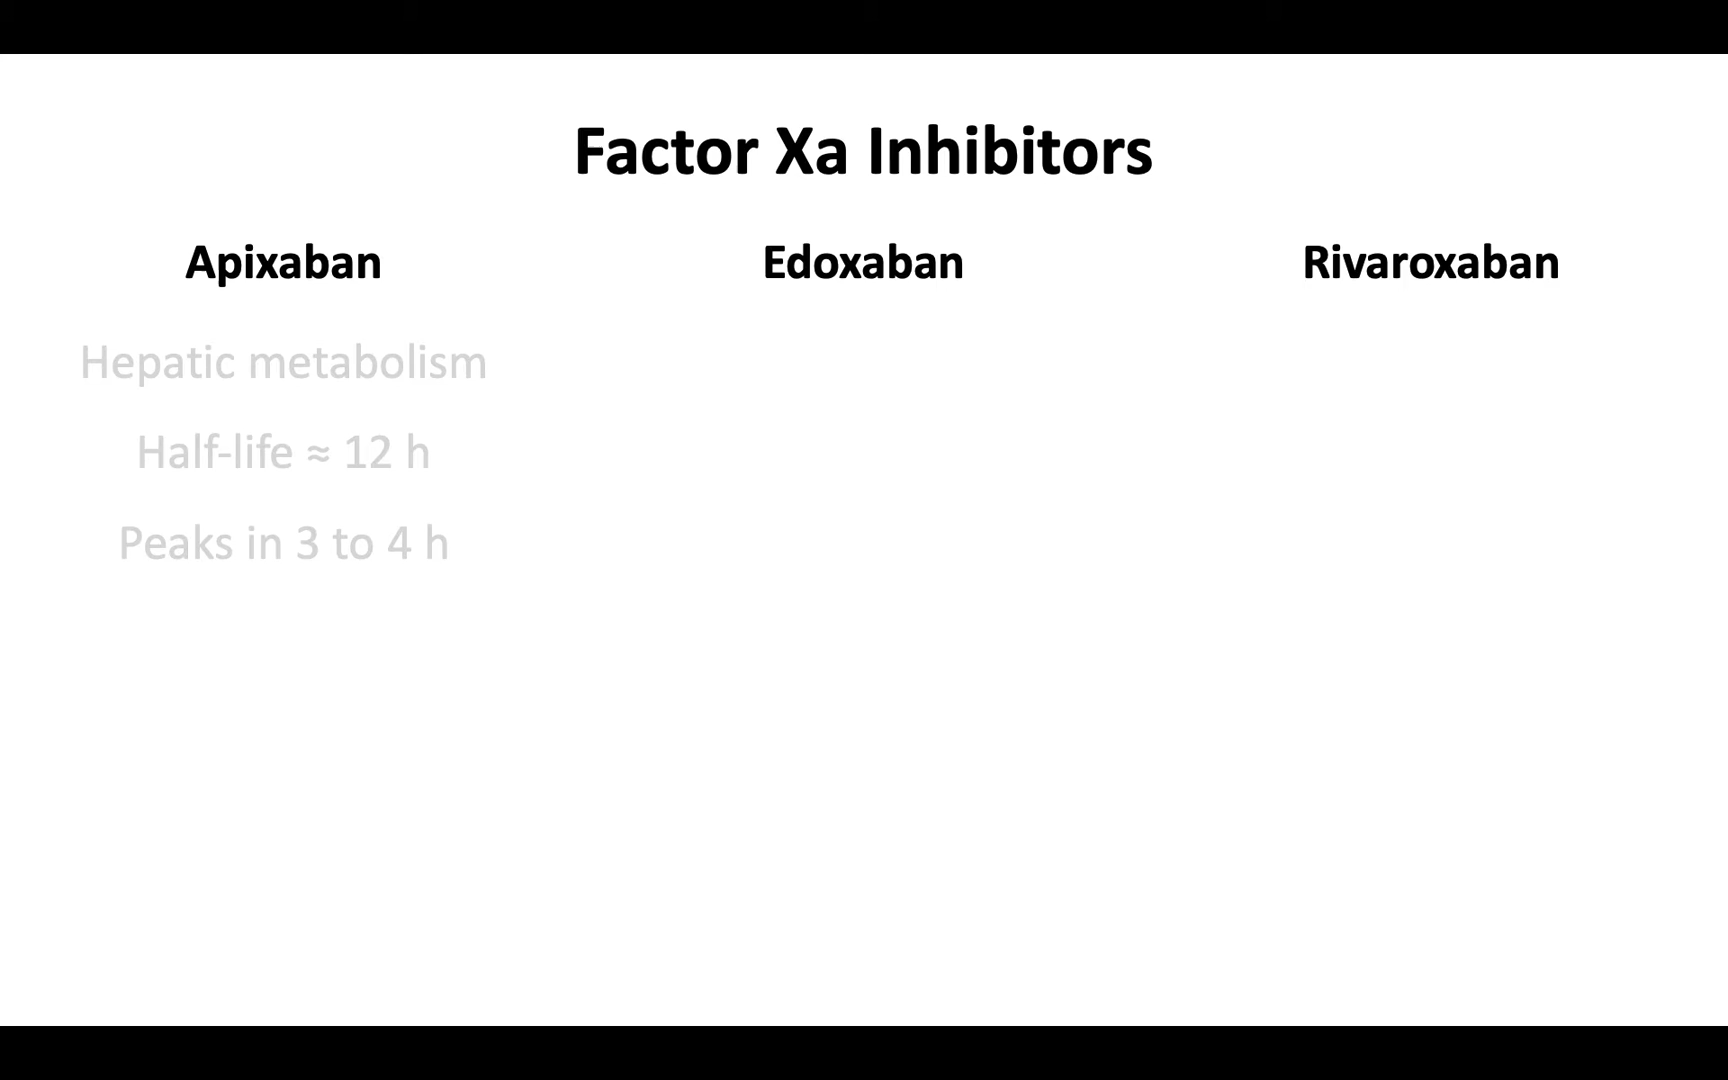 Factor Xa Inhibitors
Apixaban Edoxaban Rivaroxaban
Hepatic metabolism
Half-life ≈ 12 h
Peaks in 3 to 4 h